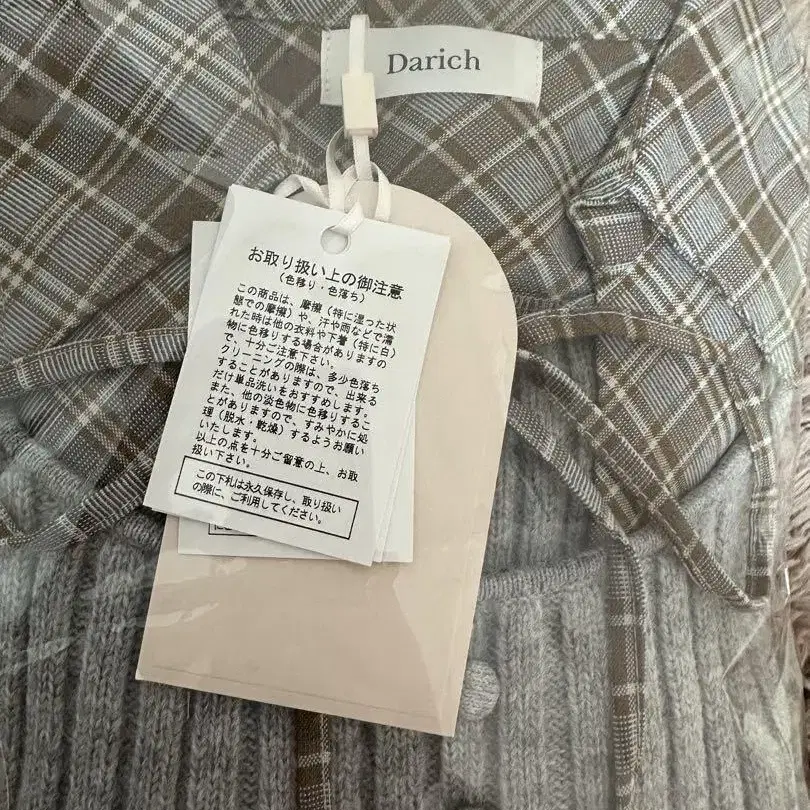 Darich
お取り扱い上の御注意
(色移り・色落ち)
この商品は、摩擦(特に湿った状
態での摩擦)や、汗や雨などで濡
れた時は他の衣料や下着(特に白)
物に色移りする場合がありますの
で、十分ご注意下さい。
クリーニングの際は、多少色落ち
することがありますので、出来る
だけ単品洗いをおすすめします。
また、他の淡色物に色移りするこ
とがありますので、すみやかに処
理(脱水・乾燥)するようお願い
いたします。
以上の点を十分ご留意の上、お取
扱い下さい。
この下札は永久保存し、取り扱い
の際に、ご利用してください。